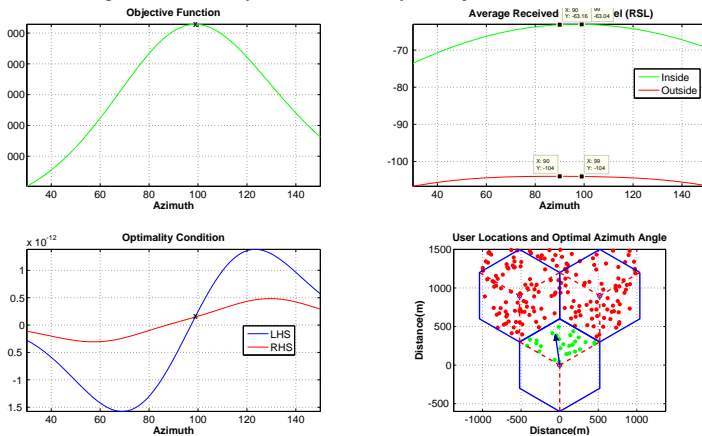 Objective Function
000
000
000
000
40 60 80 100 120 140
Azimuth
Average Received el (RSL)
X: 90
Y: -63.16
X: 99
Y: -63.04
-70
-80
-90
-100
Inside
Outside
X: 90
Y: -104
X: 99
Y: -104
40 60 80 100 120 140
Azimuth
Optimality Condition
x 10^-12
1
0.5
0
0.5
-1
1.5
LHS
RHS
40 60 80 100 120 140
Azimuth
User Locations and Optimal Azimuth Angle
Distance(m)
1500
1000
500
0
-500
-1000 -500 0 500 1000
Distance(m)